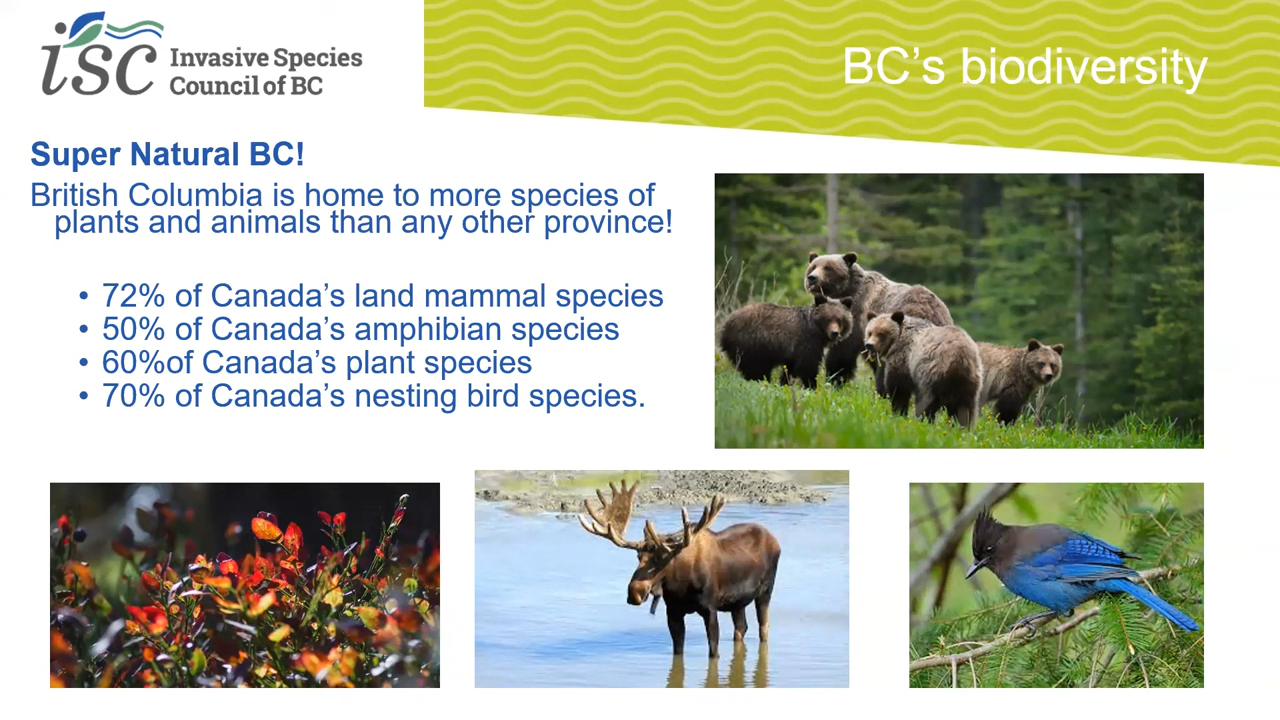 isc Invasive Species
Council of BC
BC’s biodiversity
Super Natural BC!
British Columbia is home to more species of
plants and animals than any other province!
• 72% of Canada’s land mammal species
• 50% of Canada’s amphibian species
• 60%of Canada’s plant species
• 70% of Canada’s nesting bird species.